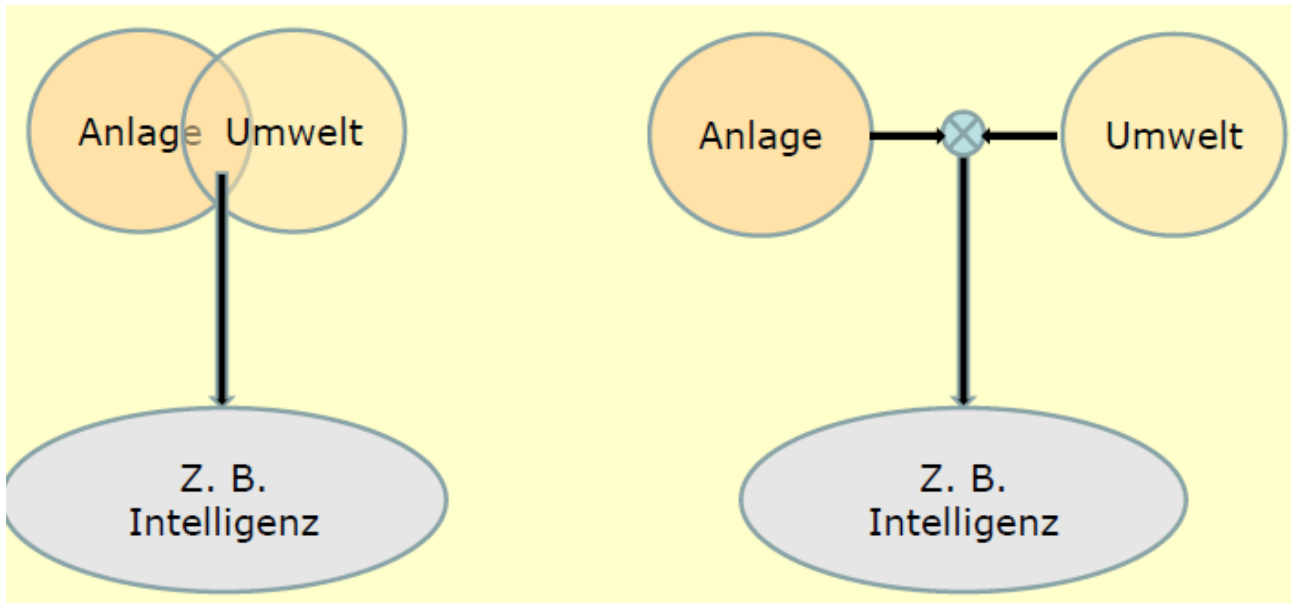 Anlage Umwelt
Anlage
Umwelt
Z. B.
Intelligenz
Z. B.
Intelligenz